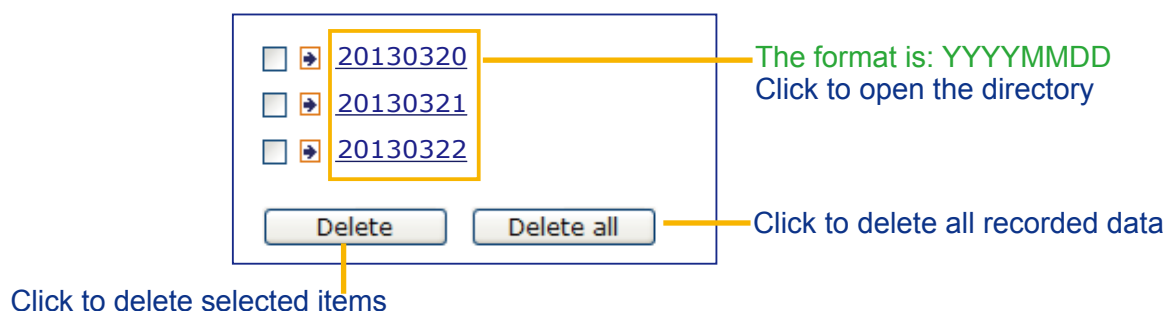 20130320
The format is: YYYYMMDD
Click to open the directory
20130321
20130322
Delete
Delete all
Click to delete all recorded data
Click to delete selected items